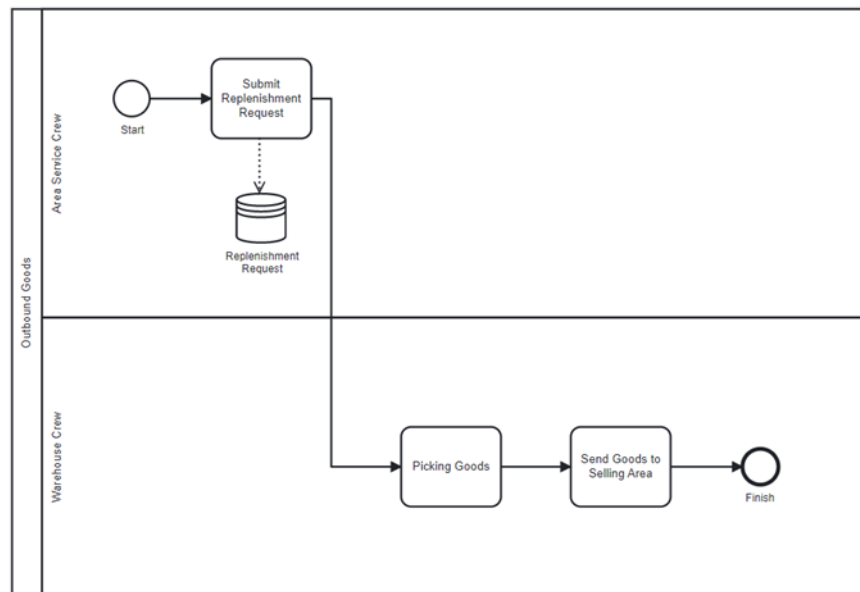 Outbound Goods
Area Service Crew
Start
Submit
Replenishment
Request
Replenishment
Request
Warehouse Crew
Picking Goods
Send Goods to
Selling Area
Finish